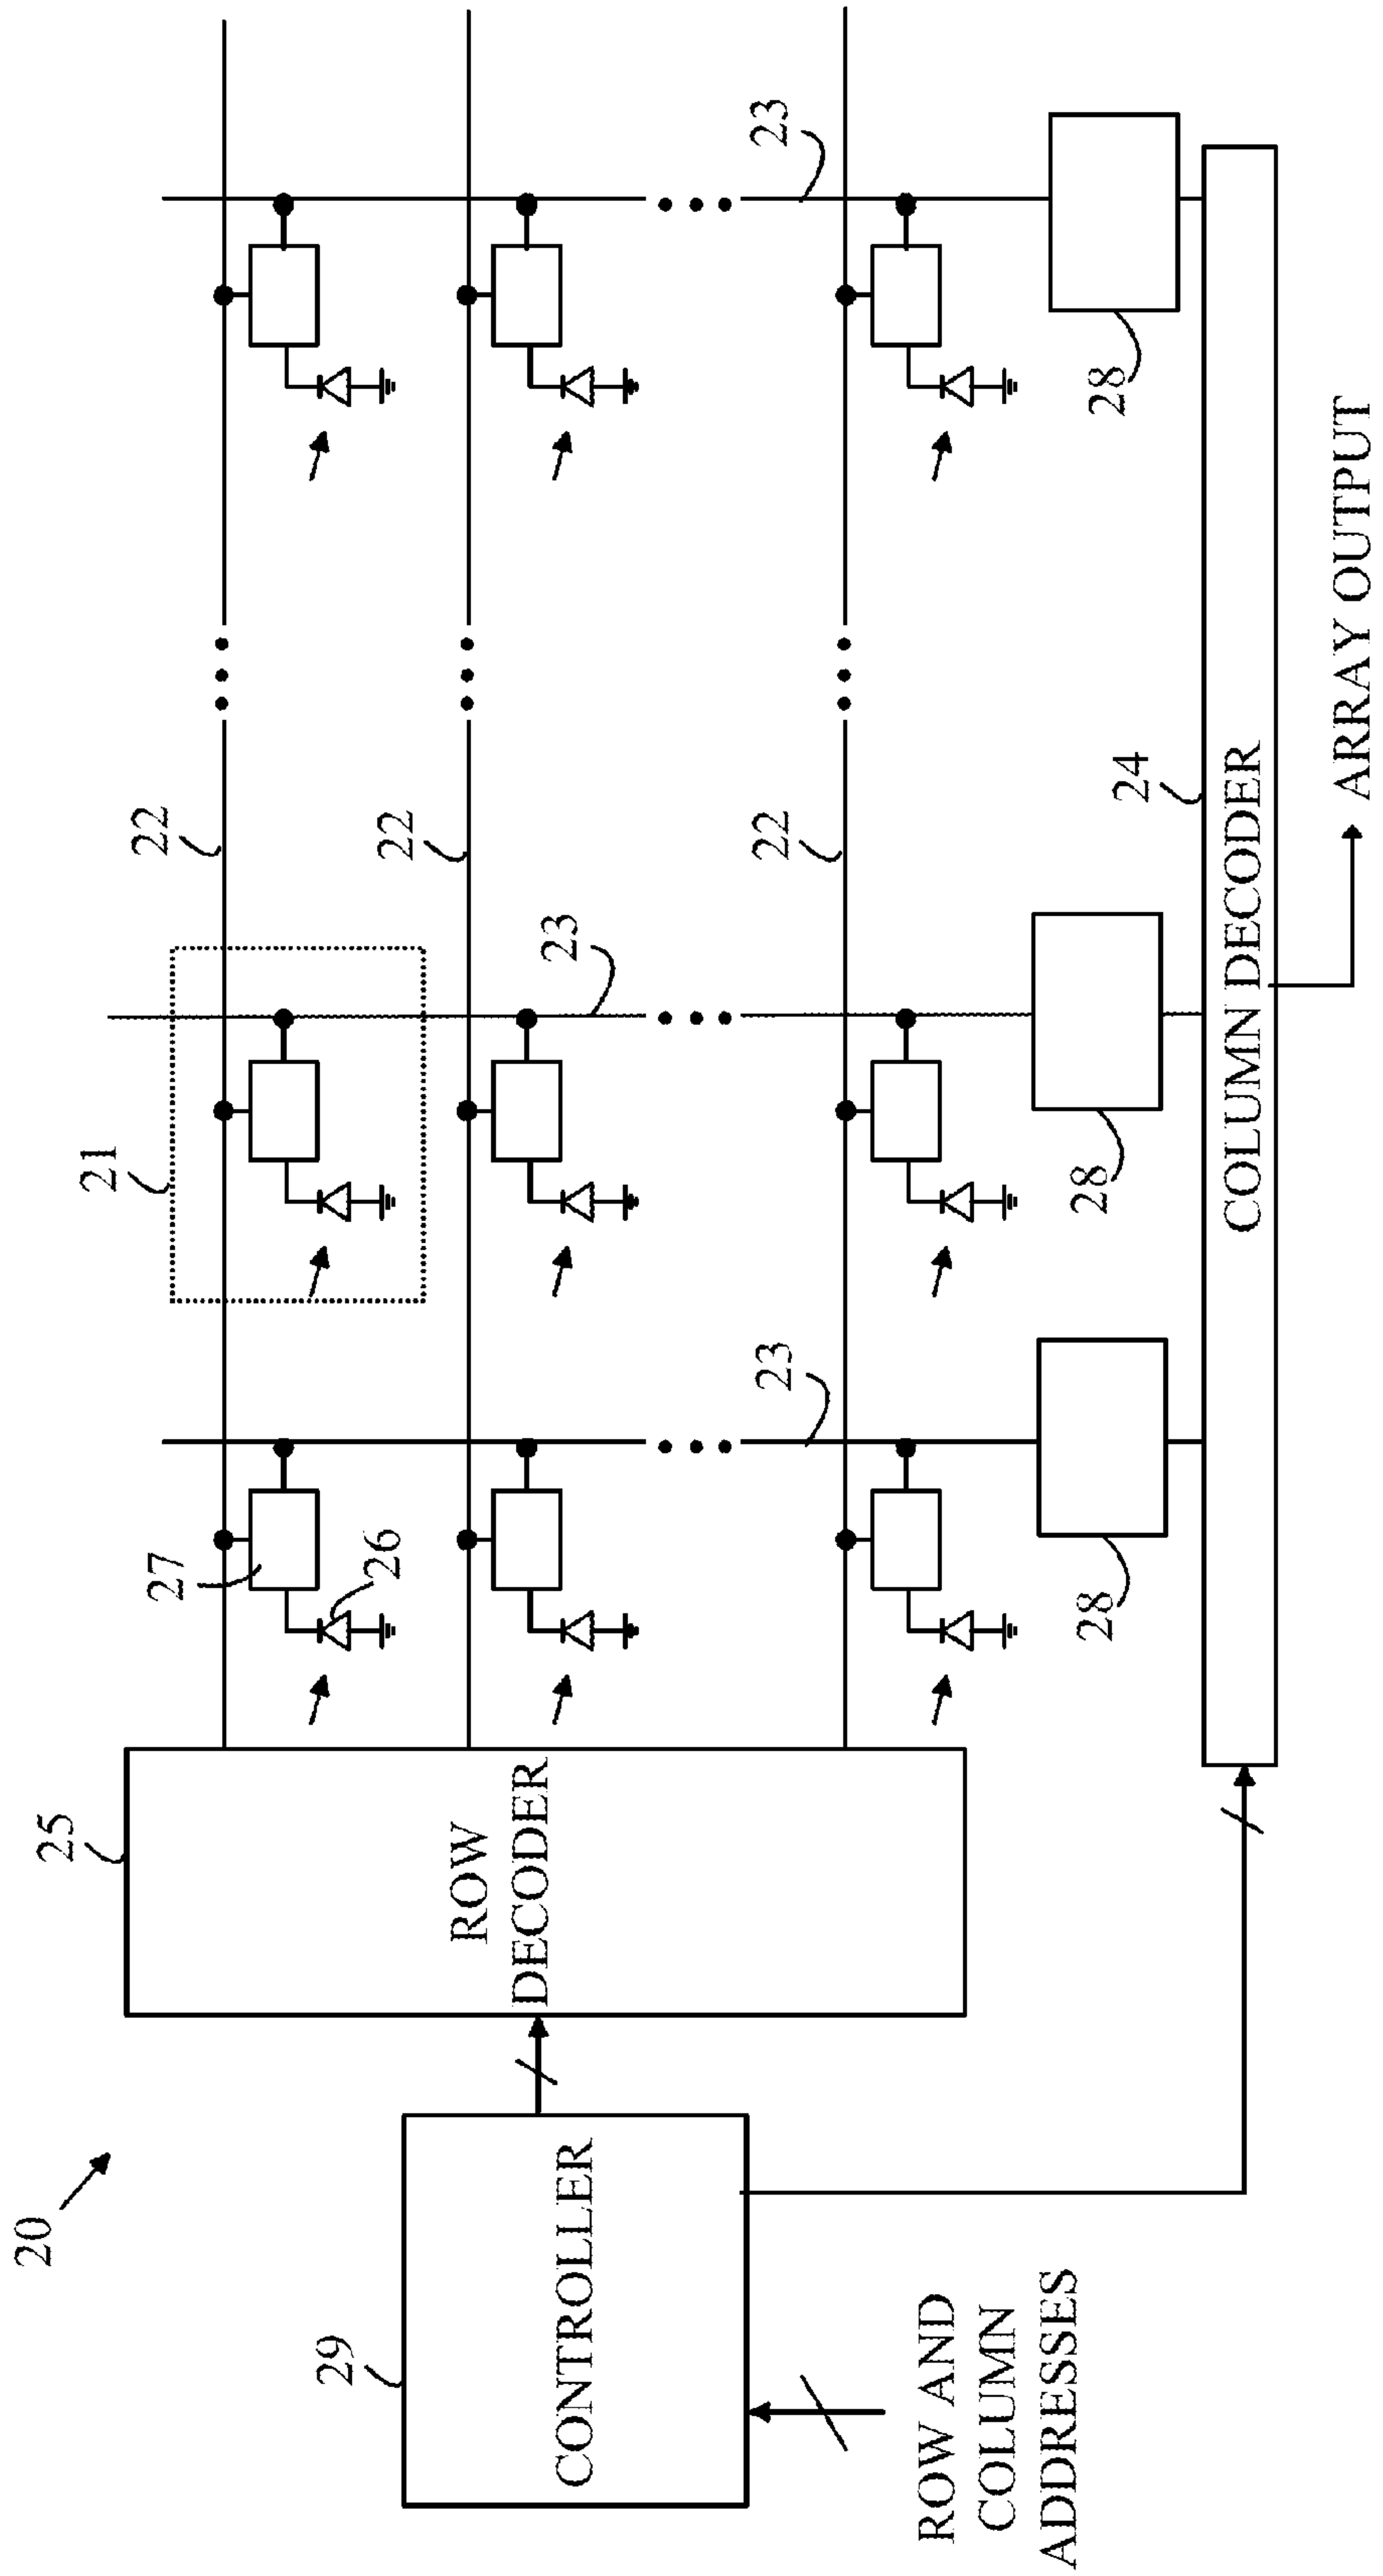 20
25
21
22
27
29
26
22
ROW
DECODER
23
CONTROLLER
23
22
23
ROW AND
COLUMN
ADDRESSES
28
28
28
24
COLUMN DECODER
ARRAY OUTPUT